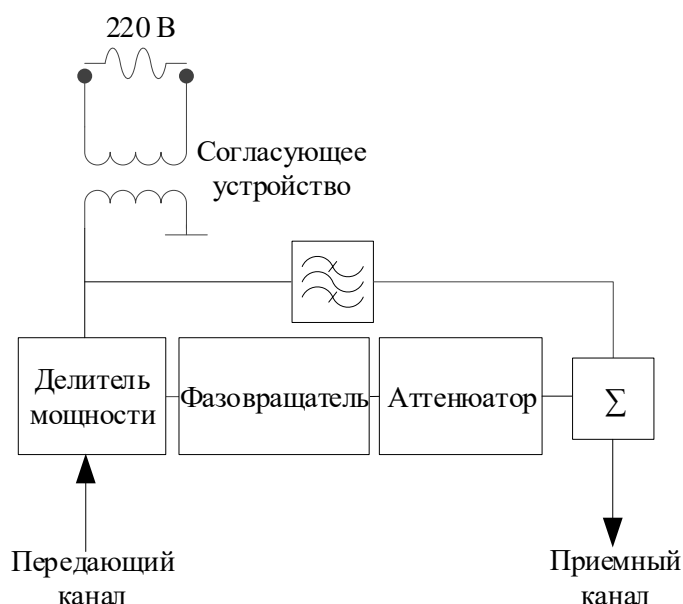 220 В
Согласующее
устройство
Делитель
мощности
Фазовращатель
Аттенюатор
Σ
Передающий
канал
Приемный
канал